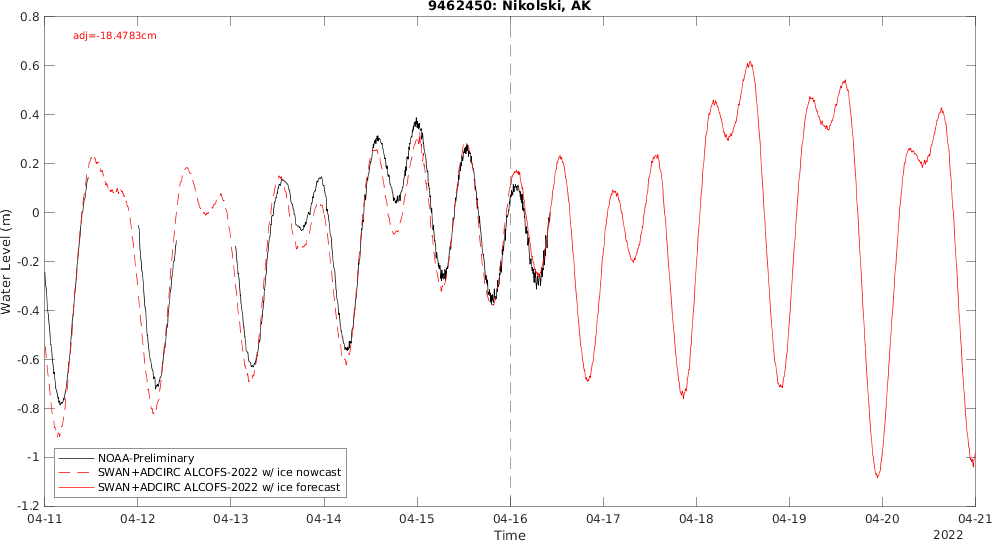 9462450: Nikolski, AK
adj=-18.4783cm
0.8
0.6
0.4
0.2
0
-0.2
-0.4
-0.6
-0.8
-1
-1.2
Water Level (m)
NOAA-Preliminary
SWAN+ADCIRC ALCOFS-2022 w/ ice nowcast
SWAN+ADCIRC ALCOFS-2022 w/ ice forecast
04-11 04-12 04-13 04-14 04-15 04-16 04-17 04-18 04-19 04-20 04-21
Time
2022